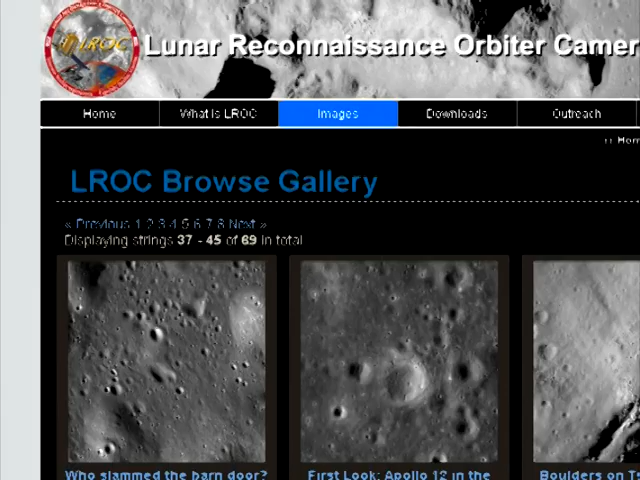 LROC
Lunar Reconnaissance Orbiter Camer
Home What is LROC Images Downloads Outreach
:: Hom
LROC Browse Gallery
« Previous 1 2 3 4 5 6 7 8 Next »
Displaying strings 37 - 45 of 69 in total
Who slammed the barn door? First Look: Apollo 12 in the Boulders on T